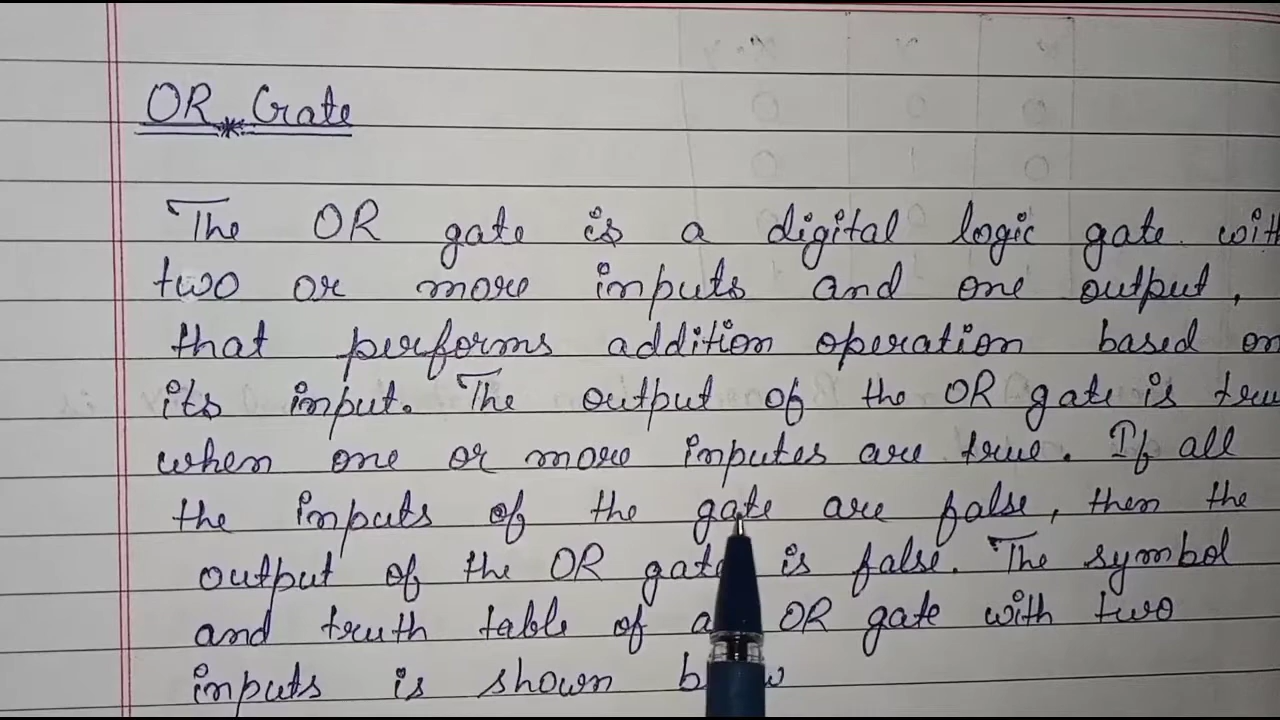 OR Gate
The OR gate is a digital logic gate with
two or more inputs and one output,
that performs addition operation based on
its input. The output of the OR gate is true
when one or more inputes are true. If all
the inputs of the gate are false, then the
output of the OR gate is false. The symbol
and truth table of a OR gate with two
inputs is shown